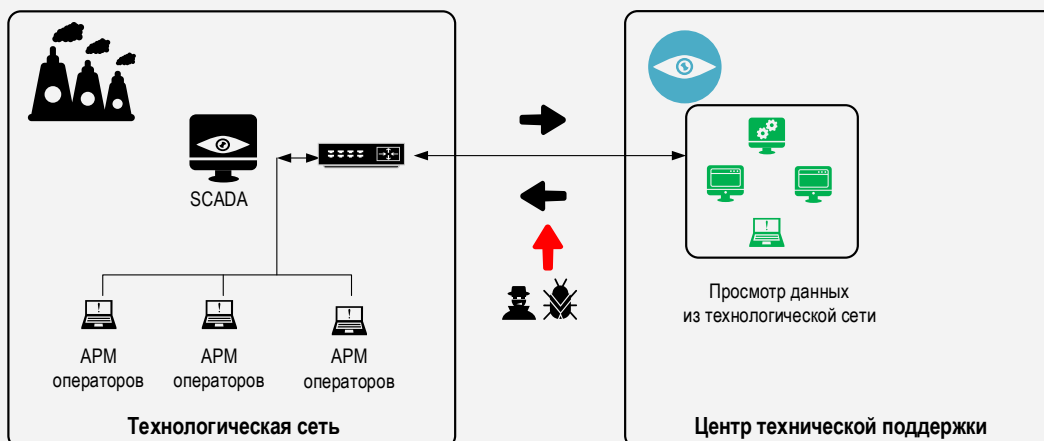 SCADA
АРМ
операторов
АРМ
операторов
АРМ
операторов
Технологическая сеть
Просмотр данных
из технологической сети
Центр технической поддержки